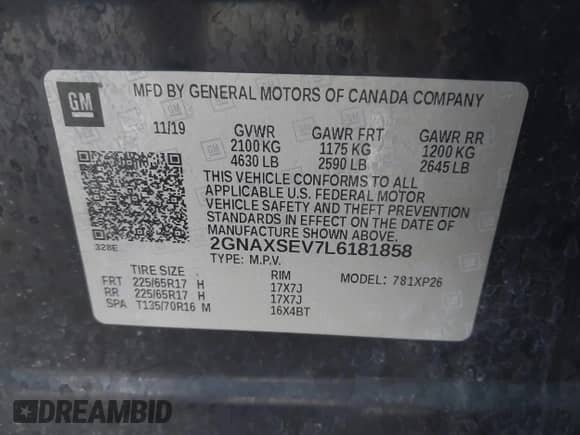 GM
MFD BY GENERAL MOTORS OF CANADA COMPANY
11/19 GVWR GAWR FRT GAWR RR
2100 KG 1175 KG 1200 KG
4630 LB 2590 LB 2645 LB
THIS VEHICLE CONFORMS TO ALL
APPLICABLE U.S. FEDERAL MOTOR
VEHICLE SAFETY AND THEFT PREVENTION
STANDARDS IN EFFECT ON THE DATE OF
MANUFACTURE SHOWN ABOVE.
328E
2GNAXSEV7L6181858
TYPE: M.P.V.
TIRE SIZE RIM MODEL: 781XP26
FRT 225/65R17 H 17X7J
RR 225/65R17 H 17X7J
SPA T135/70R16 M 16X4BT
DREAMBID